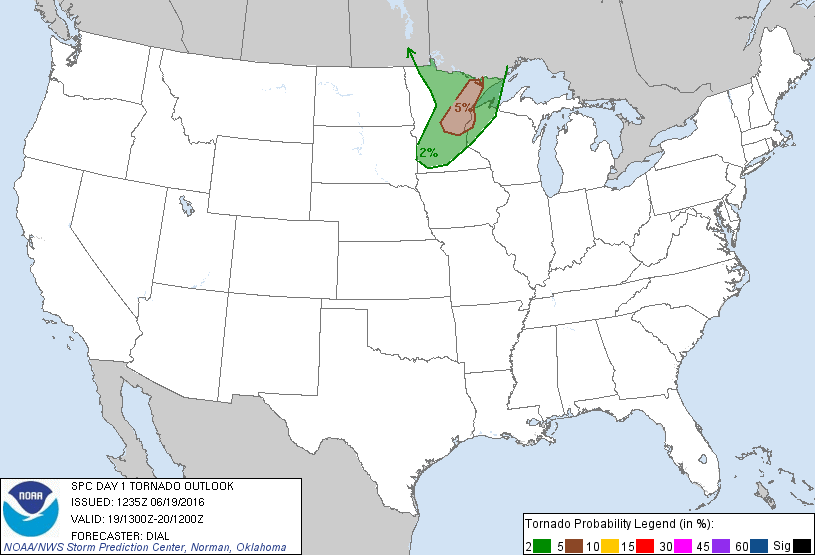 5%
2%
NOAA
SPC DAY 1 TORNADO OUTLOOK
ISSUED: 1235Z 06/19/2016
VALID: 19/1300Z-20/1200Z
FORECASTER: DIAL
NOAA/NWS Storm Prediction Center, Norman, Oklahoma
Tornado Probability Legend (in %):
2 5 10 15 30 45 60 Sig